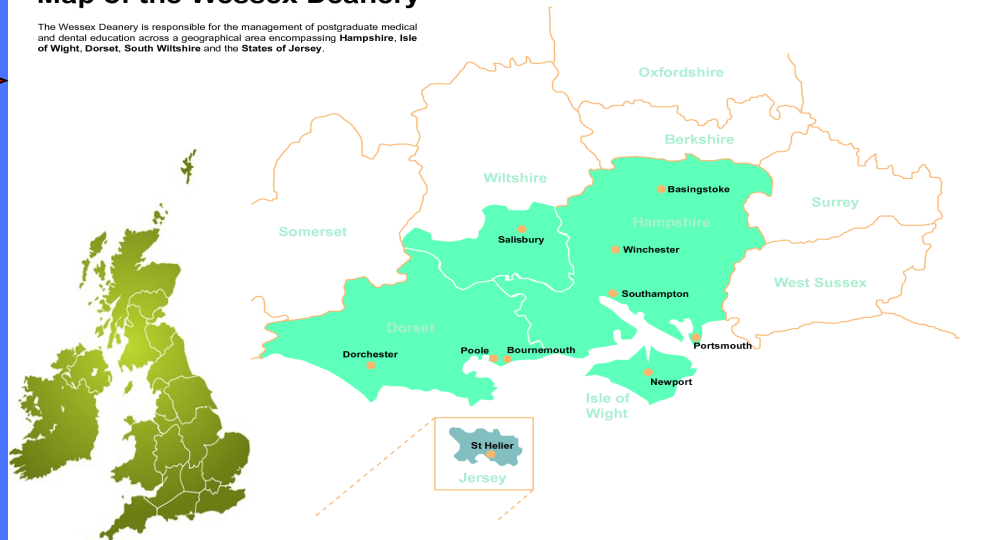 Map of the Wessex Deanery
The Wessex Deanery is responsible for the management of postgraduate medical
and dental education across a geographical area encompassing Hampshire, Isle
of Wight, Dorset, South Wiltshire and the States of Jersey.
Oxfordshire
Berkshire
Wiltshire
Basingstoke
Surrey
Hampshire
Somerset
Salisbury
Winchester
West Sussex
Southampton
Dorset
Portsmouth
Poole
Bournemouth
Dorchester
Newport
Isle of
Wight
St Helier
Jersey